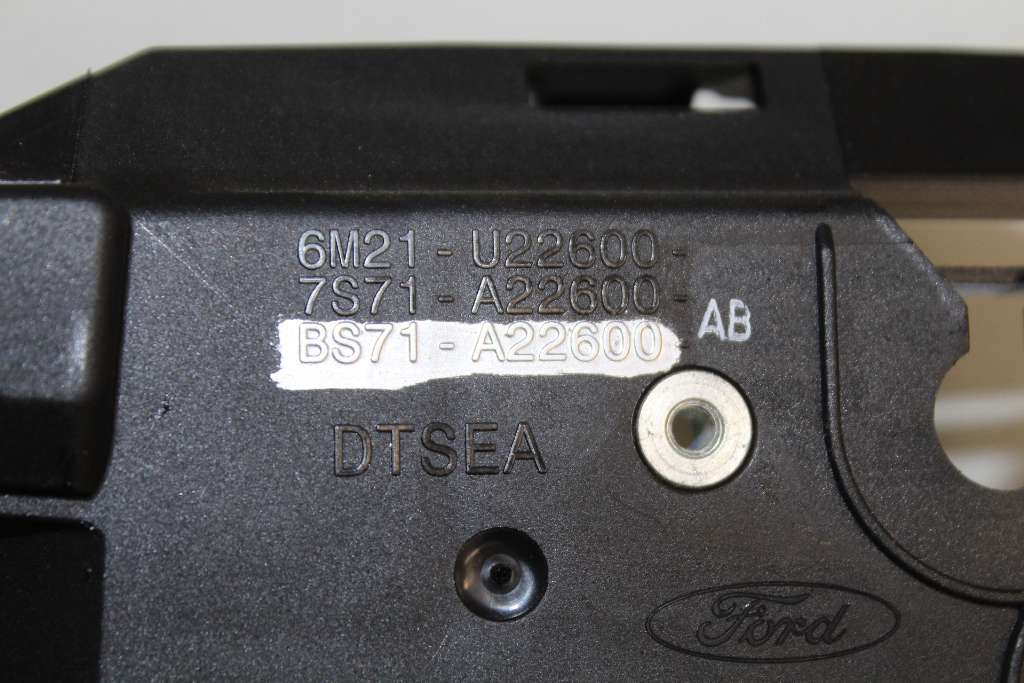 6M21 - U22600 -
7S71 - A22600 -
BS71 - A22600 - AB
DTSEA
Ford